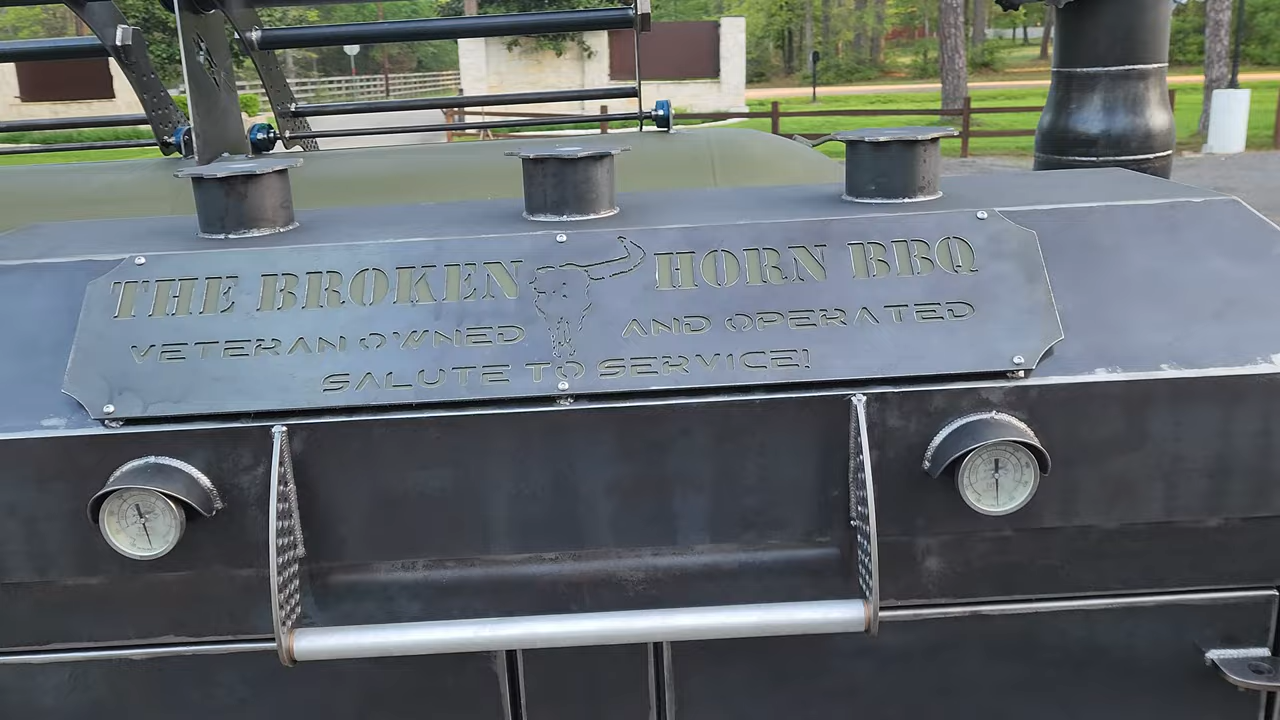 THE BROKEN HORN BBQ
VETERAN OWNED AND OPERATED
SALUTE TO SERVICE!